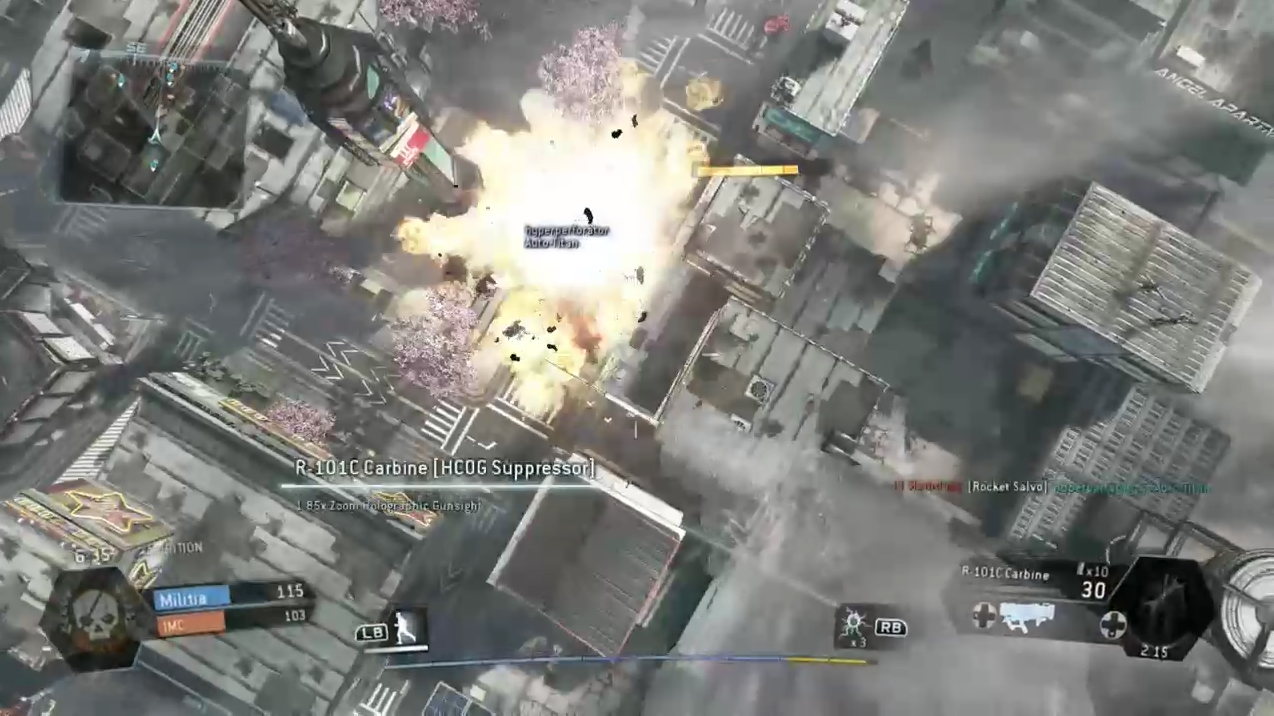 SE
ANGEL APARTM
hyperperforator
Auto-Titan
R-101C Carbine [HCOG Suppressor]
1.85x Zoom Holographic Gunsight
[Rocket Salvo]
6:35
Militia 115
IMC 103
LB
x 3
RB
R-101C Carbine
x10
30
2:15